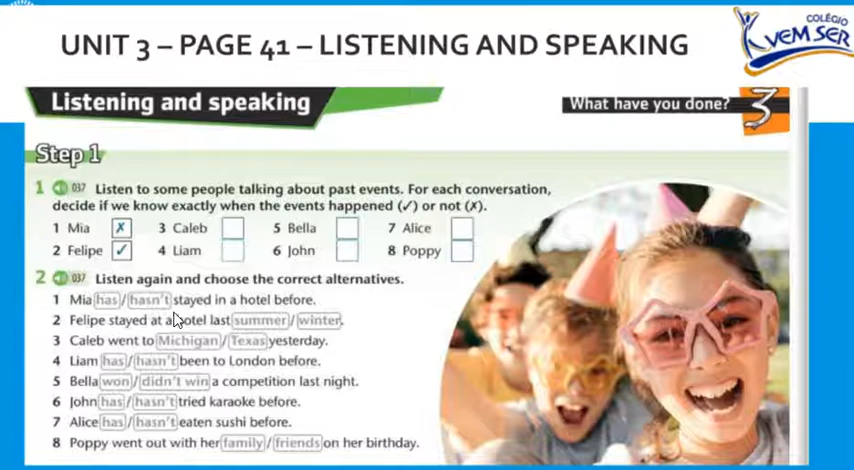 UNIT 3 – PAGE 41 – LISTENING AND SPEAKING
COLÉGIO
VEM SER
Listening and speaking
What have you done? 3
Step 1
1 037 Listen to some people talking about past events. For each conversation,
decide if we know exactly when the events happened (✓) or not (✗).
1 Mia ✗ 3 Caleb 5 Bella 7 Alice
2 Felipe ✓ 4 Liam 6 John 8 Poppy
2 037 Listen again and choose the correct alternatives.
1 Mia has / hasn't stayed in a hotel before.
2 Felipe stayed at a hotel last summer / winter.
3 Caleb went to Michigan / Texas yesterday.
4 Liam has / hasn't been to London before.
5 Bella won / didn't win a competition last night.
6 John has / hasn't tried karaoke before.
7 Alice has / hasn't eaten sushi before.
8 Poppy went out with her family / friends on her birthday.